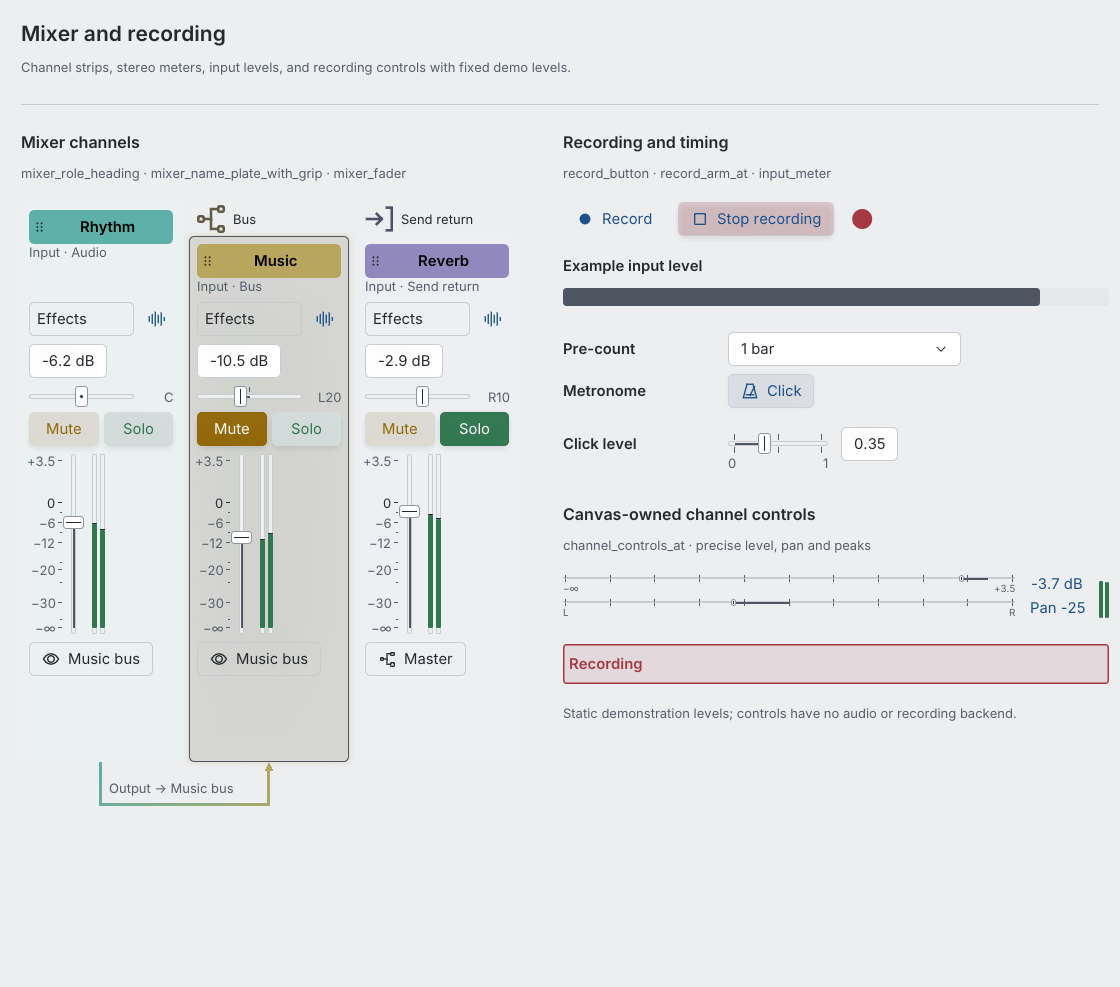 Mixer and recording
Channel strips, stereo meters, input levels, and recording controls with fixed demo levels.
Mixer channels
mixer_role_heading · mixer_name_plate_with_grip · mixer_fader
Rhythm
Input · Audio
Effects
-6.2 dB
C
Mute
Solo
+3.5
0
−6
−12
−20
−30
−∞
Music bus
Bus
Music
Input · Bus
Effects
-10.5 dB
L20
Mute
Solo
+3.5
0
−6
−12
−20
−30
−∞
Music bus
Send return
Reverb
Input · Send return
Effects
-2.9 dB
R10
Mute
Solo
+3.5
0
−6
−12
−20
−30
−∞
Master
Output → Music bus
Recording and timing
record_button · record_arm_at · input_meter
Record
Stop recording
Example input level
Pre-count
1 bar
Metronome
Click
Click level
0
1
0.35
Canvas-owned channel controls
channel_controls_at · precise level, pan and peaks
−∞
+3.5
-3.7 dB
L
R
Pan -25
Recording
Static demonstration levels; controls have no audio or recording backend.